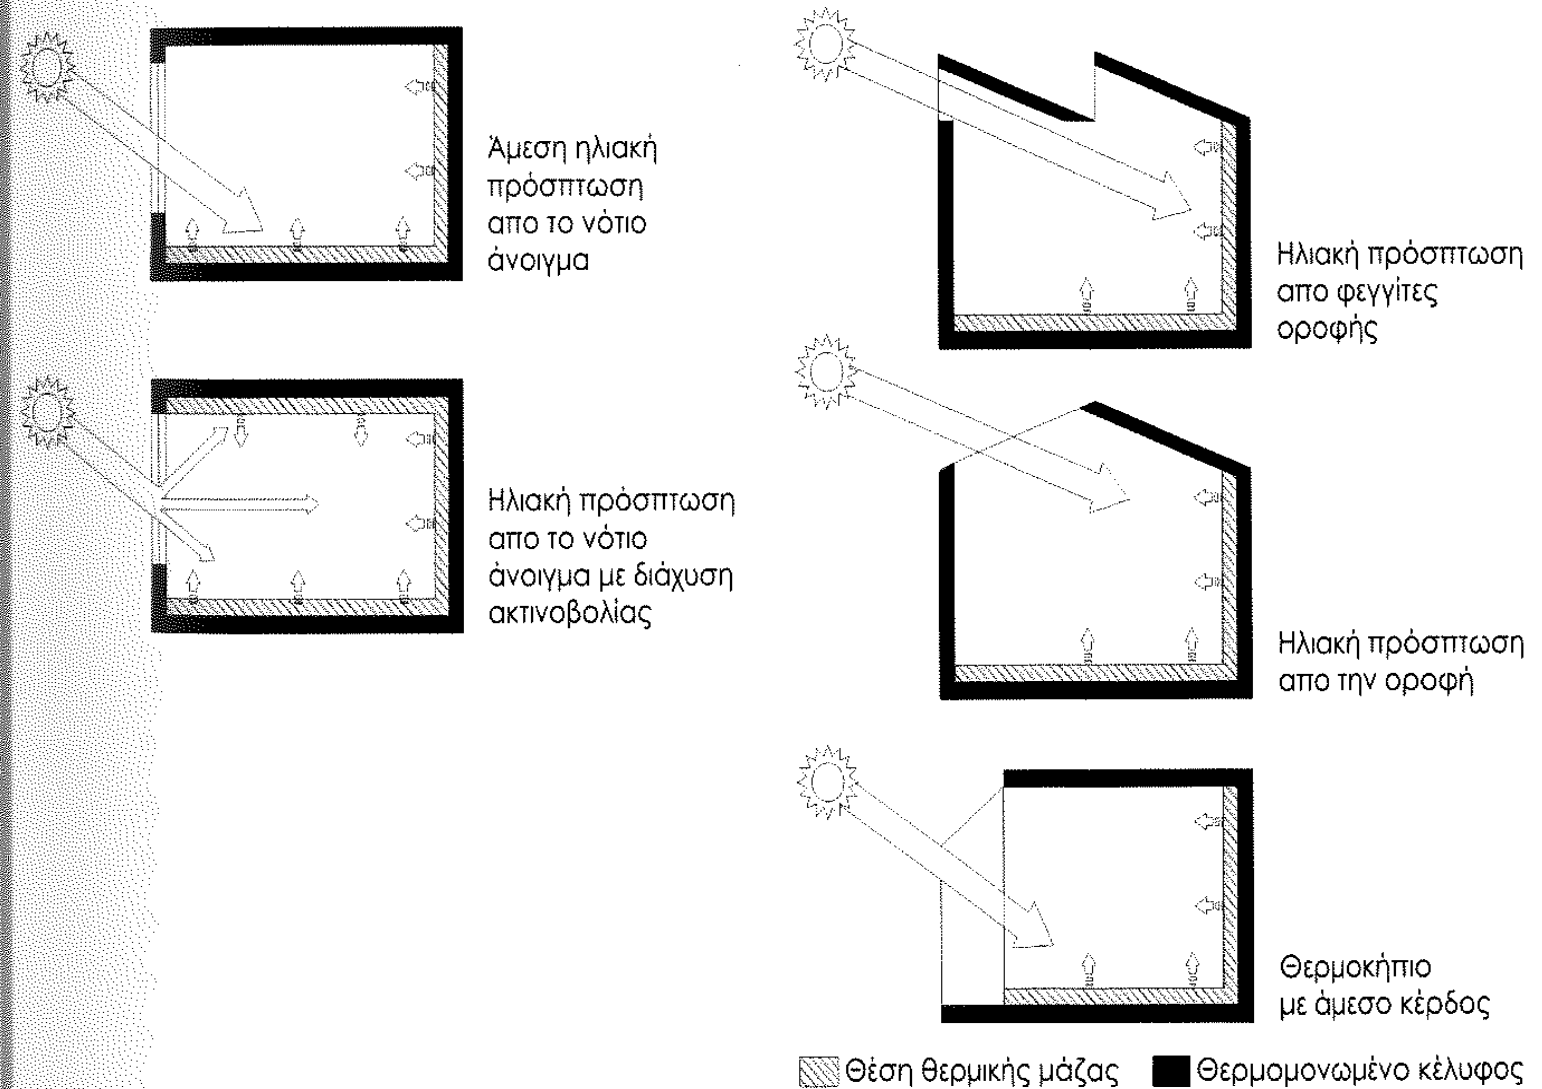 Άμεση ηλιακή
πρόσπτωση
απο το νότιο
άνοιγμα
Ηλιακή πρόσπτωση
απο το νότιο
άνοιγμα με διάχυση
ακτινοβολίας
Ηλιακή πρόσπτωση
απο φεγγίτες
οροφής
Ηλιακή πρόσπτωση
απο την οροφή
Θερμοκήπιο
με άμεσο κέρδος
Θέση θερμικής μάζας
Θερμομονωμένο κέλυφος